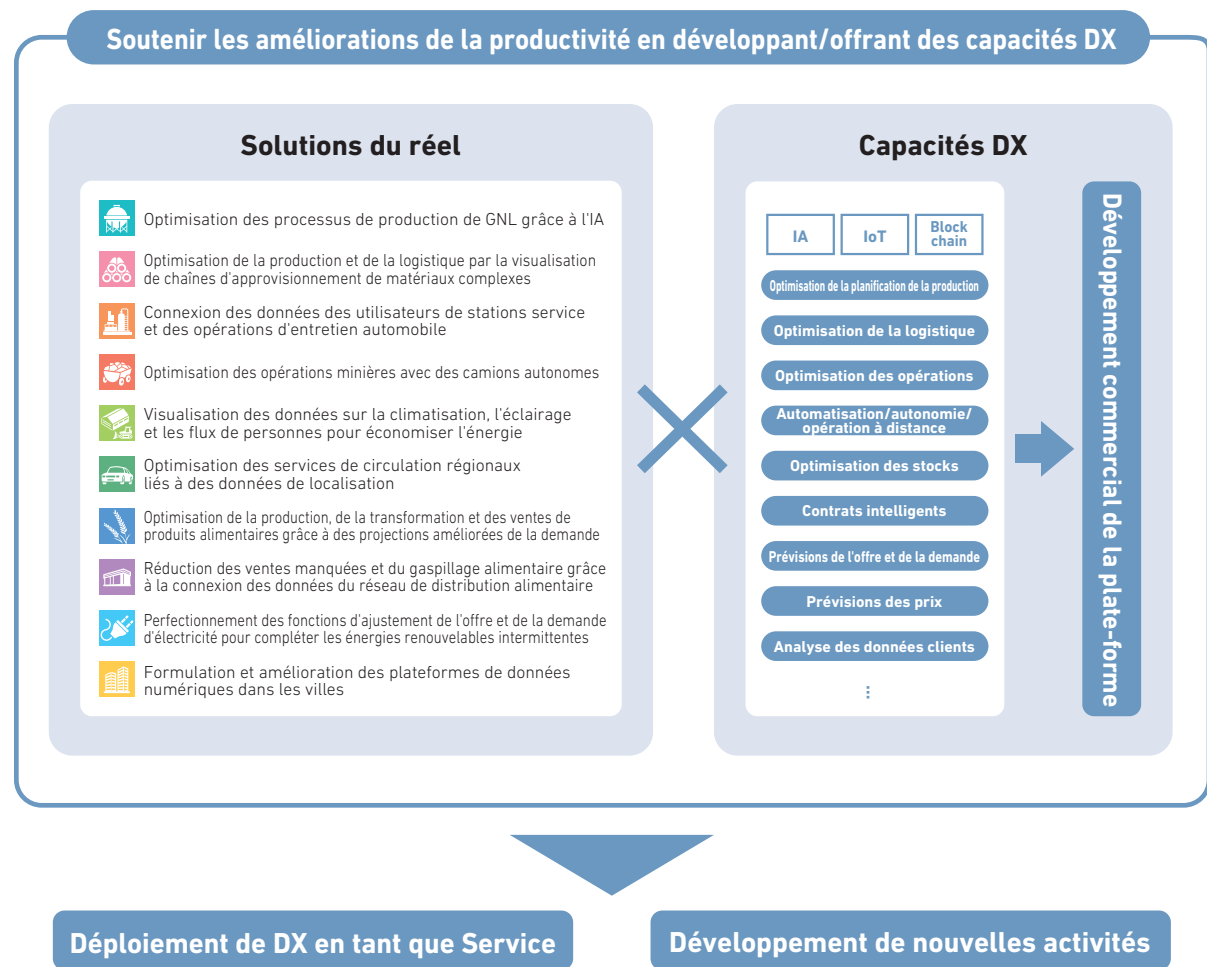 Soutenir les améliorations de la productivité en développant/offrant des capacités DX
Solutions du réel
Optimisation des processus de production de GNL grâce à l'IA
Optimisation de la production et de la logistique par la visualisation
de chaînes d'approvisionnement de matériaux complexes
Connexion des données des utilisateurs de stations service
et des opérations d'entretien automobile
Optimisation des opérations minières avec des camions autonomes
Visualisation des données sur la climatisation, l'éclairage
et les flux de personnes pour économiser l'énergie
Optimisation des services de circulation régionaux
liés à des données de localisation
Optimisation de la production, de la transformation et des ventes de
produits alimentaires grâce à des projections améliorées de la demande
Réduction des ventes manquées et du gaspillage alimentaire grâce
à la connexion des données du réseau de distribution alimentaire
Perfectionnement des fonctions d'ajustement de l'offre et de la demande
d'électricité pour compléter les énergies renouvelables intermittentes
Formulation et amélioration des plateformes de données
numériques dans les villes
Capacités DX
IA
IoT
Block
chain
Optimisation de la planification de la production
Optimisation de la logistique
Optimisation des opérations
Automatisation/autonomie/
opération à distance
Optimisation des stocks
Contrats intelligents
Prévisions de l'offre et de la demande
Prévisions des prix
Analyse des données clients
⋮
Développement commercial de la plate-forme
Déploiement de DX en tant que Service
Développement de nouvelles activités